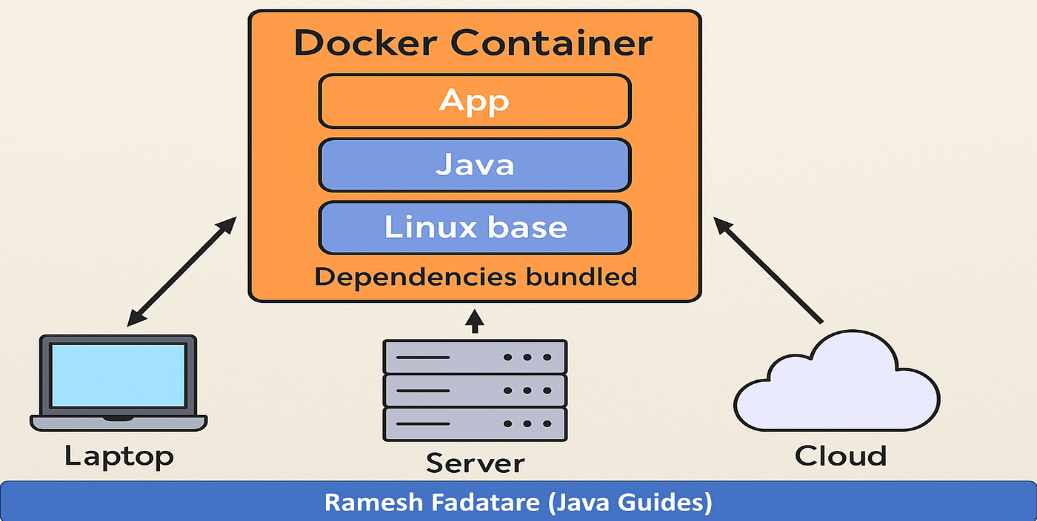 Docker Container
App
Java
Linux base
Dependencies bundled
Laptop
Server
Cloud
Ramesh Fadatare (Java Guides)